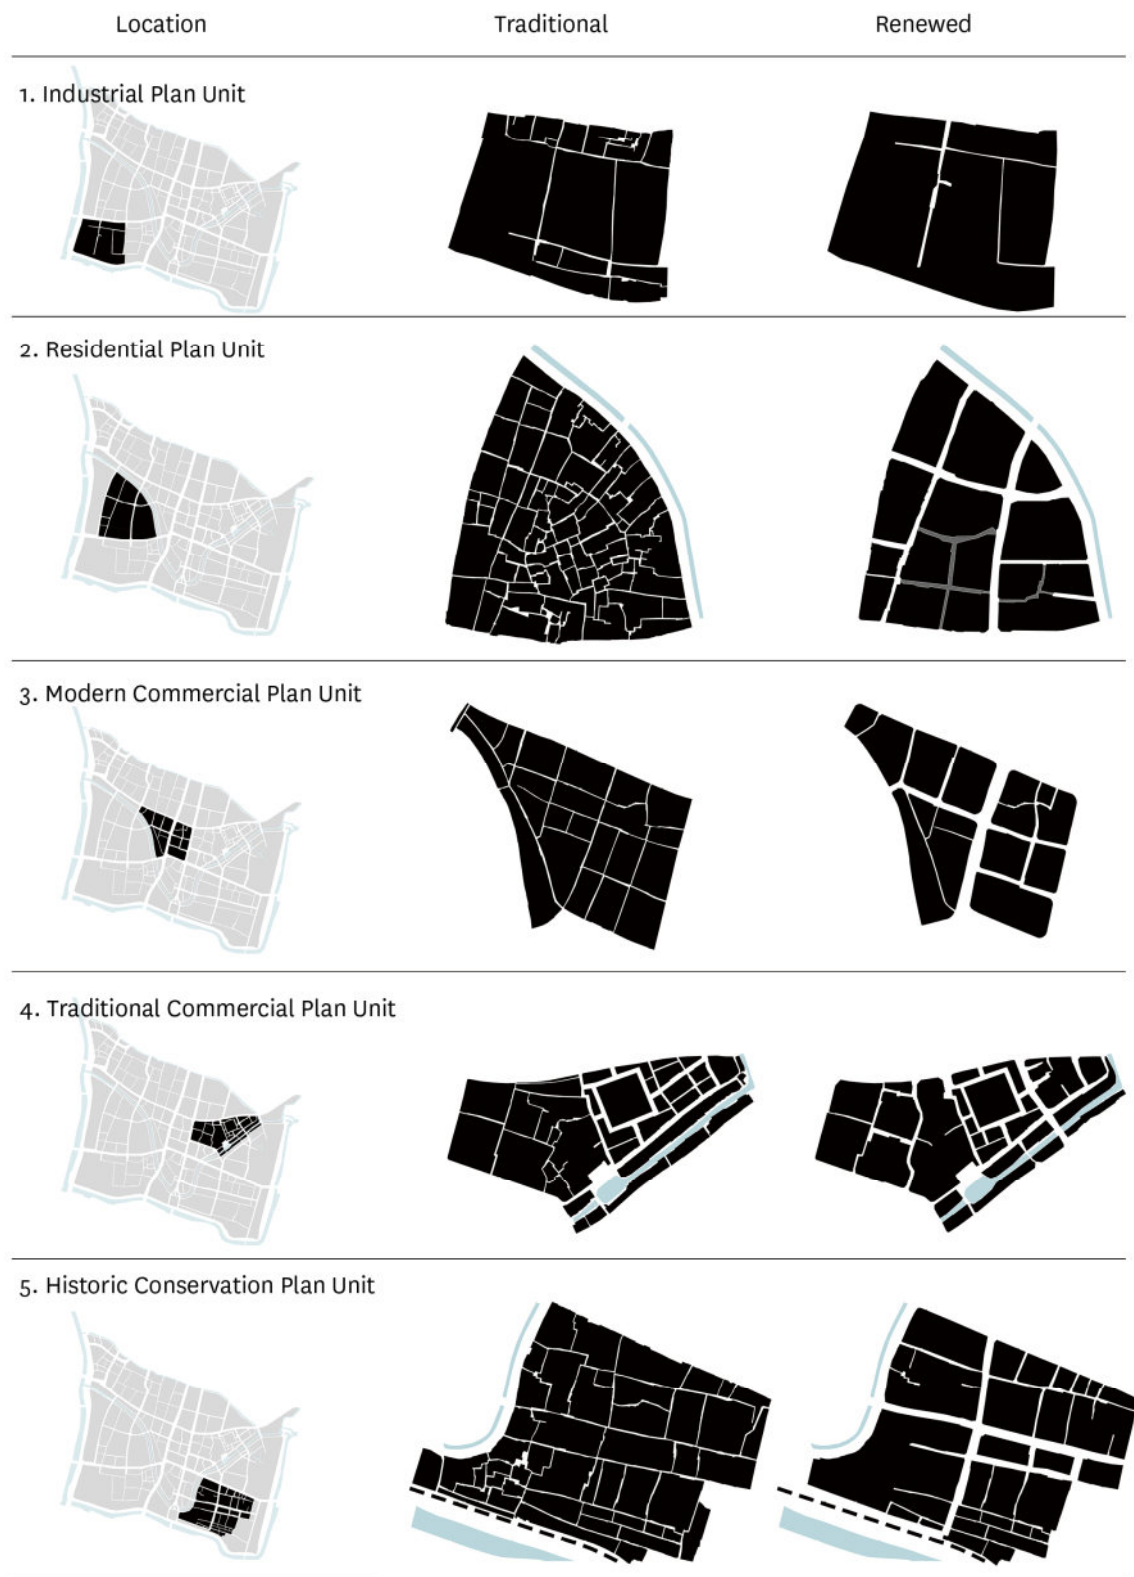 Location Traditional Renewed
1. Industrial Plan Unit
2. Residential Plan Unit
3. Modern Commercial Plan Unit
4. Traditional Commercial Plan Unit
5. Historic Conservation Plan Unit